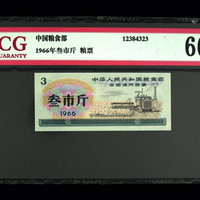 CG
GUARANTY
中国粮食部
12384323
1966年叁市斤 粮票
66
3
中华人民共和国粮食部
全国通用粮票
叁市斤
1966